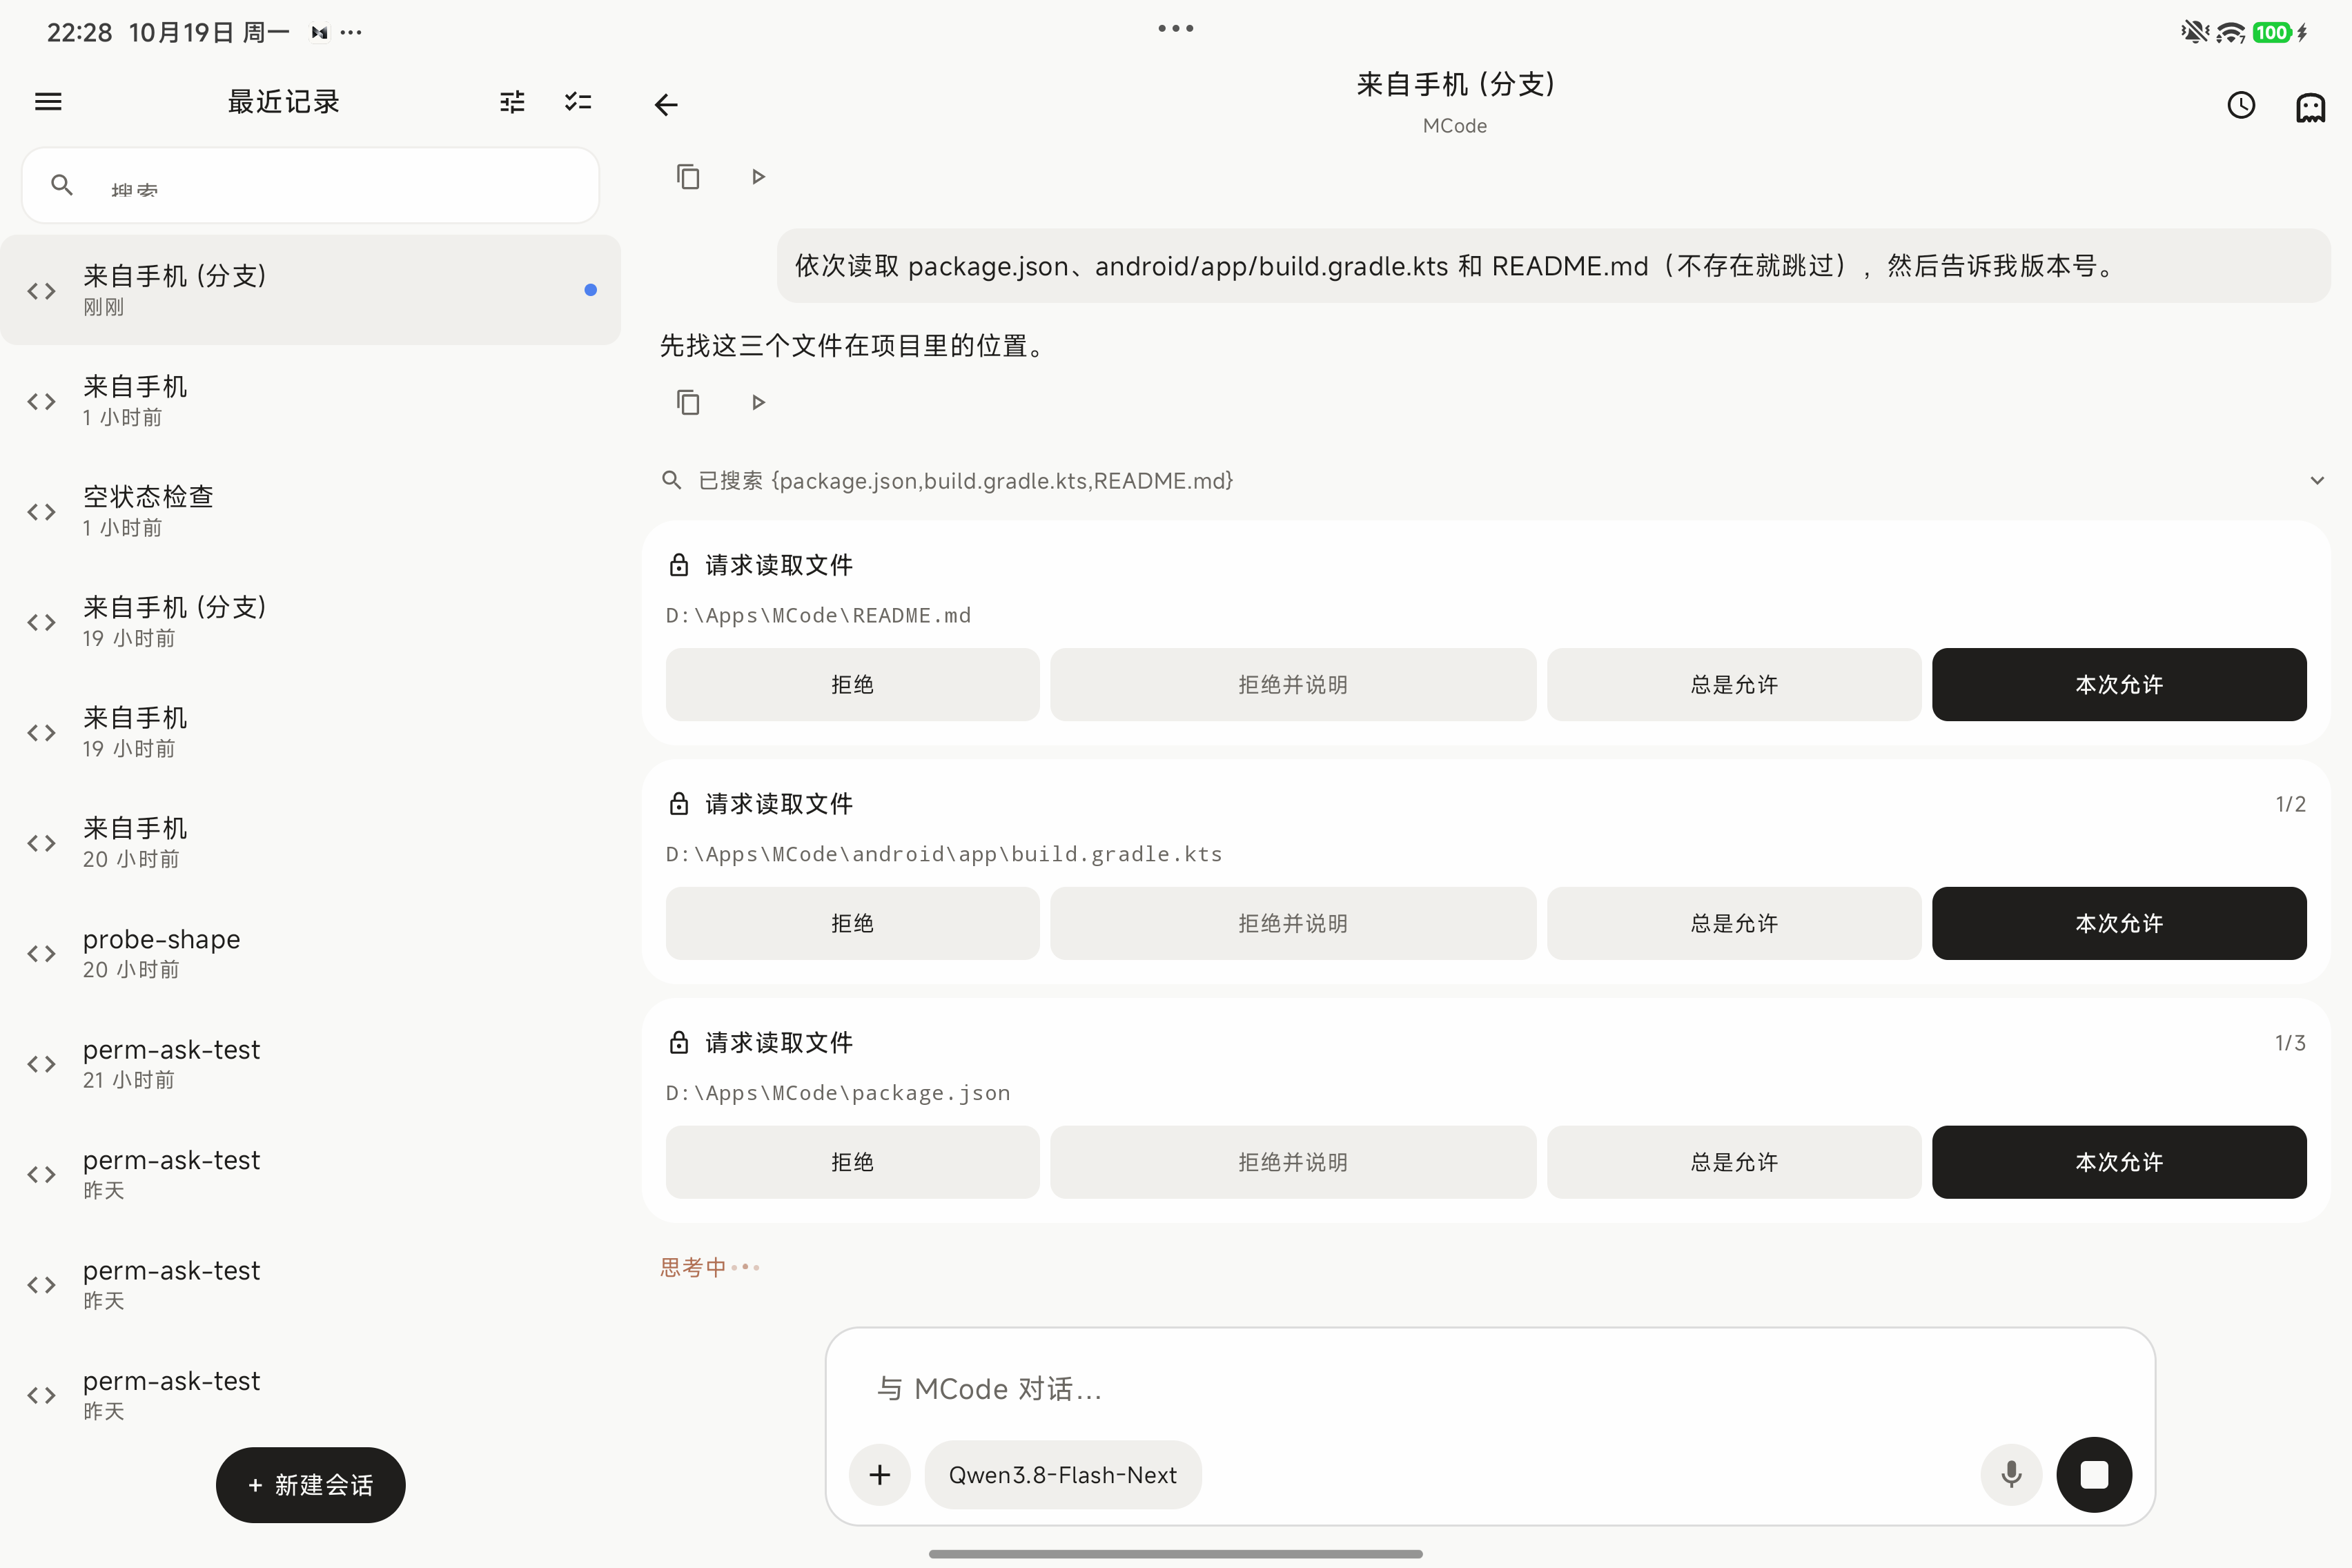 22:28 10月19日 周一
100
最近记录
搜索
来自手机 (分支)
刚刚
来自手机
1 小时前
空状态检查
1 小时前
来自手机 (分支)
19 小时前
来自手机
19 小时前
来自手机
20 小时前
probe-shape
20 小时前
perm-ask-test
21 小时前
perm-ask-test
昨天
perm-ask-test
昨天
perm-ask-test
昨天
+ 新建会话
来自手机 (分支)
MCode
依次读取 package.json、android/app/build.gradle.kts 和 README.md（不存在就跳过），然后告诉我版本号。
先找这三个文件在项目里的位置。
已搜索 {package.json,build.gradle.kts,README.md}
请求读取文件
D:\Apps\MCode\README.md
拒绝 拒绝并说明 总是允许 本次允许
请求读取文件 1/2
D:\Apps\MCode\android\app\build.gradle.kts
拒绝 拒绝并说明 总是允许 本次允许
请求读取文件 1/3
D:\Apps\MCode\package.json
拒绝 拒绝并说明 总是允许 本次允许
思考中
与 MCode 对话...
Qwen3.8-Flash-Next